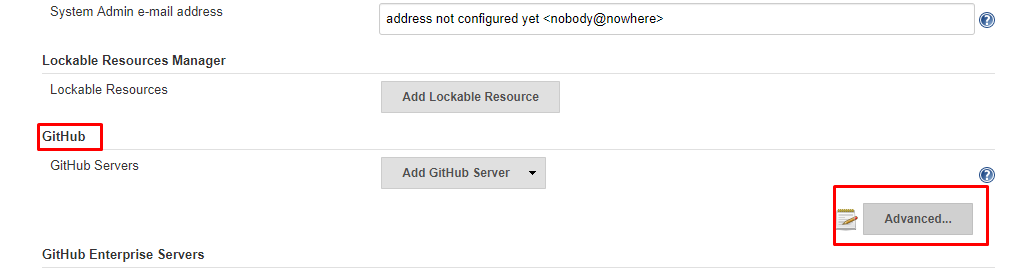 System Admin e-mail address
address not configured yet <nobody@nowhere>
Lockable Resources Manager
Lockable Resources
Add Lockable Resource
GitHub
GitHub Servers
Add GitHub Server
Advanced...
GitHub Enterprise Servers